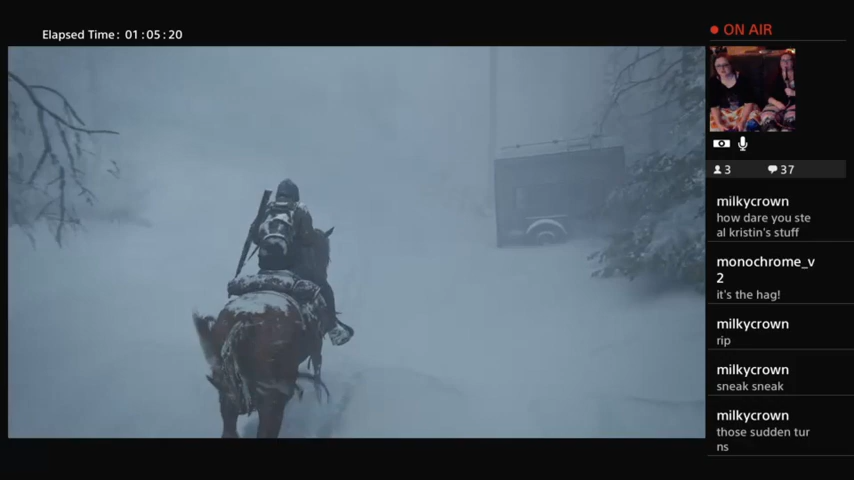 Elapsed Time: 01:05:20
ON AIR
3
37
milkycrown
how dare you ste
al kristin's stuff
monochrome_v
2
it's the hag!
milkycrown
rip
milkycrown
sneak sneak
milkycrown
those sudden tur
ns